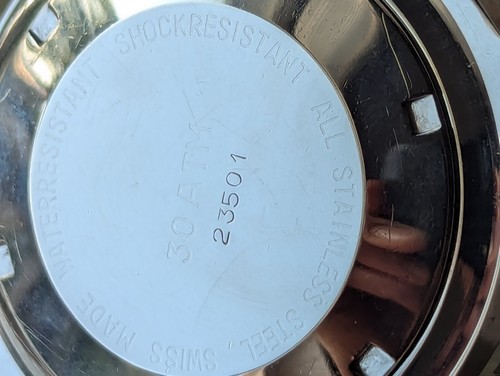 WATERRESISTANT SHOCKRESISTANT ALL STAINLESS STEEL SWISS MADE
30 ATM
23501